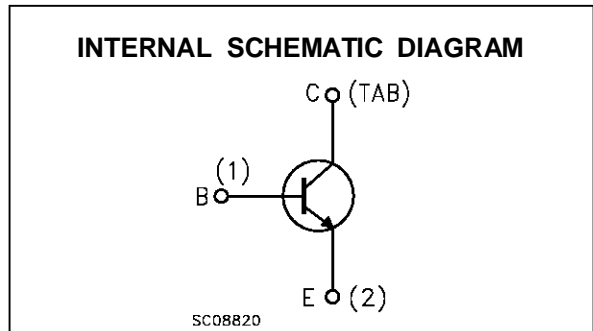 INTERNAL SCHEMATIC DIAGRAM
C (TAB)
(1)
B
E (2)
SC08820